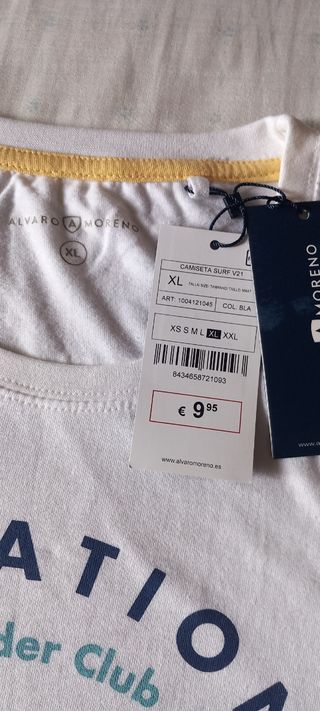 ALVARO A MORENO
XL
CAMISETA SURF V21
XL
ART: 1004121045 COL. BLA
XS S M L XL XXL
8434658721093
€ 9,95
www.alvaromoreno.es
A MORENO
www.a
ATIO
der Club